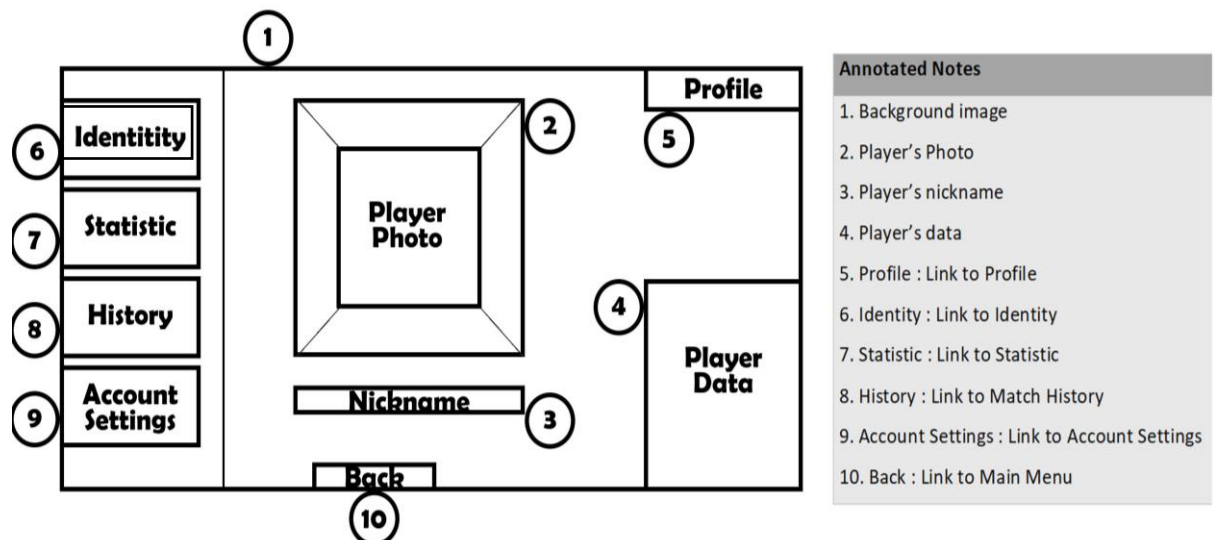 1
Profile
Identitity
2
5
6
Player
Photo
Statistic
7
History
4
8
Player
Data
Account
Settings
Nickname
9
3
Back
10
Annotated Notes
1. Background image
2. Player’s Photo
3. Player’s nickname
4. Player’s data
5. Profile : Link to Profile
6. Identity : Link to Identity
7. Statistic : Link to Statistic
8. History : Link to Match History
9. Account Settings : Link to Account Settings
10. Back : Link to Main Menu